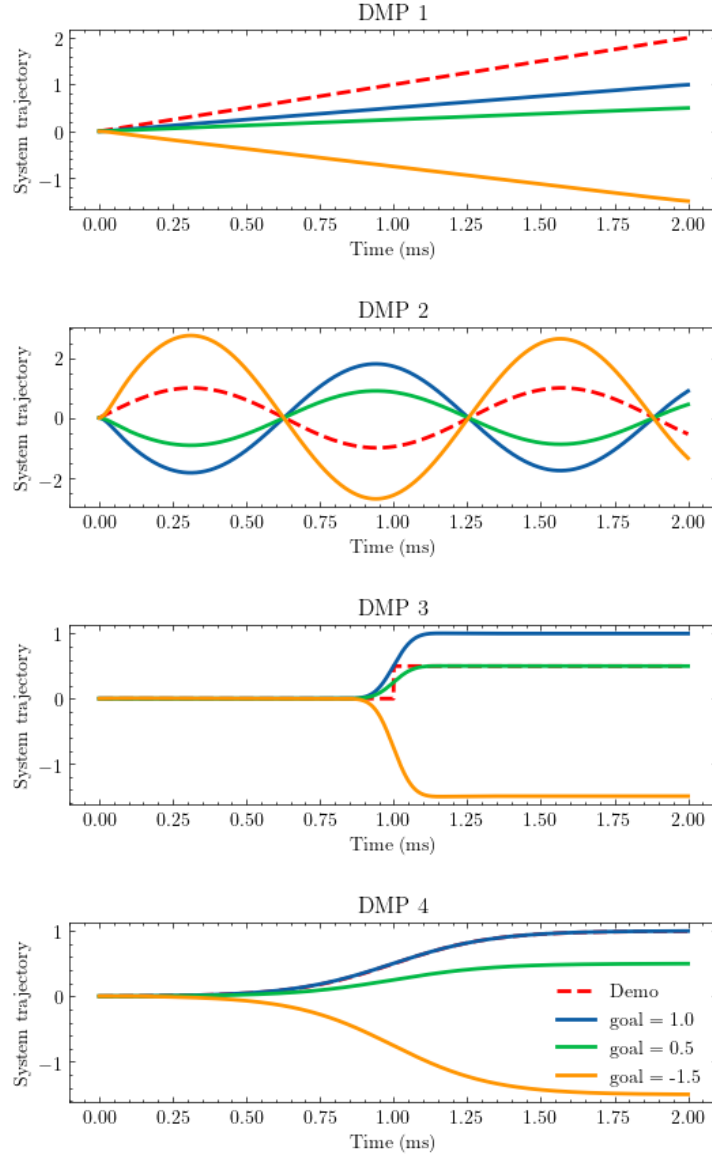 DMP 1
System trajectory
2
1
0
−1
0.00 0.25 0.50 0.75 1.00 1.25 1.50 1.75 2.00
Time (ms)
DMP 2
System trajectory
2
0
−2
0.00 0.25 0.50 0.75 1.00 1.25 1.50 1.75 2.00
Time (ms)
DMP 3
System trajectory
1
0
−1
0.00 0.25 0.50 0.75 1.00 1.25 1.50 1.75 2.00
Time (ms)
DMP 4
System trajectory
1
0
−1
Demo
goal = 1.0
goal = 0.5
goal = -1.5
0.00 0.25 0.50 0.75 1.00 1.25 1.50 1.75 2.00
Time (ms)